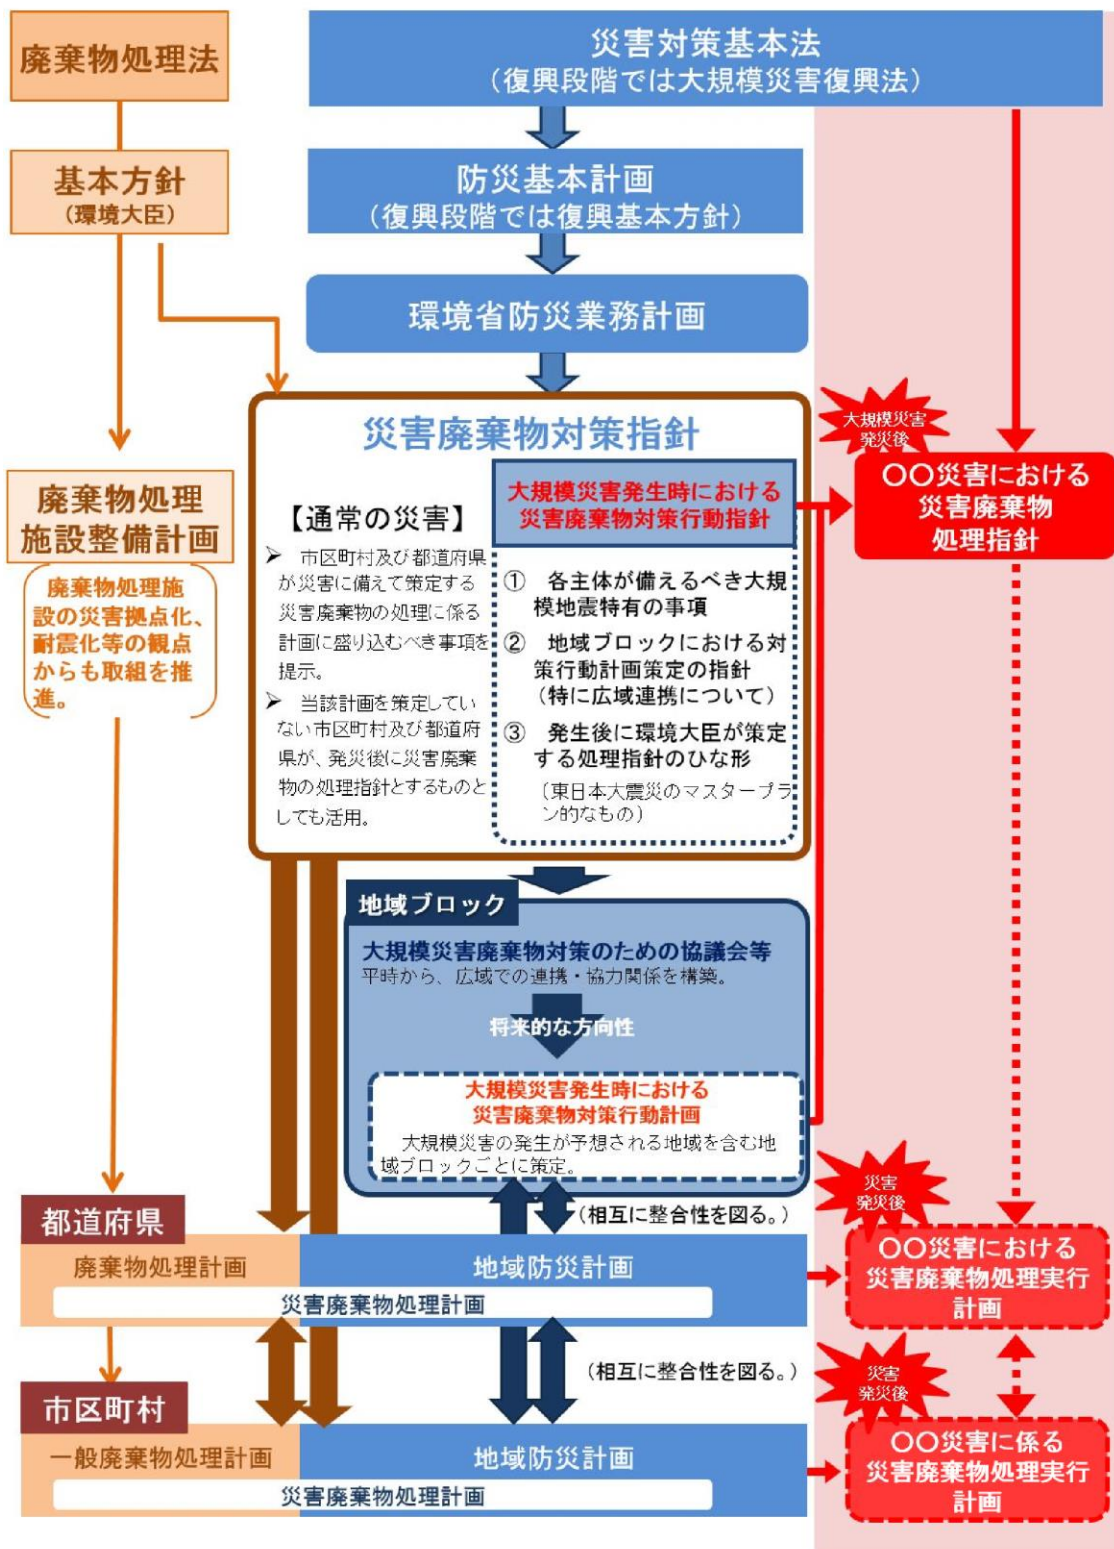 廃棄物処理法
災害対策基本法
(復興段階では大規模災害復興法)
基本方針
(環境大臣)
防災基本計画
(復興段階では復興基本方針)
環境省防災業務計画
災害廃棄物対策指針
【通常の災害】
➢ 市区町村及び都道府県
が災害に備えて策定する
災害廃棄物の処理に係る
計画に盛り込むべき事項を
提示。
➢ 当該計画を策定してい
ない市区町村及び都道府
県が、発災後に災害廃棄
物の処理指針とするものと
しても活用。
大規模災害発生時における
災害廃棄物対策行動指針
① 各主体が備えるべき大規
模地震特有の事項
② 地域ブロックにおける対
策行動計画策定の指針
(特に広域連携について)
③ 発生後に環境大臣が策定
する処理指針のひな形
(東日本大震災のマスタープラ
ン的なもの)
大規模災害
発災後
〇〇災害における
災害廃棄物
処理指針
廃棄物処理
施設整備計画
廃棄物処理施
設の災害拠点化、
耐震化等の観点
からも取組を推
進。
地域ブロック
大規模災害廃棄物対策のための協議会等
平時から、広域での連携・協力関係を構築。
将来的な方向性
大規模災害発生時における
災害廃棄物対策行動計画
大規模災害の発生が予想される地域を含む地
域ブロックごとに策定。
(相互に整合性を図る。)
都道府県
廃棄物処理計画
地域防災計画
災害廃棄物処理計画
災害
発災後
〇〇災害における
災害廃棄物処理実行
計画
(相互に整合性を図る。)
市区町村
一般廃棄物処理計画
地域防災計画
災害廃棄物処理計画
災害
発災後
〇〇災害に係る
災害廃棄物処理実行
計画